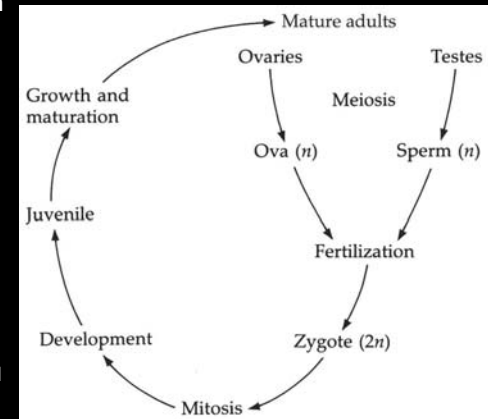 Mature adults
Ovaries
Testes
Growth and
maturation
Meiosis
Ova (n)
Sperm (n)
Juvenile
Fertilization
Development
Zygote (2n)
Mitosis